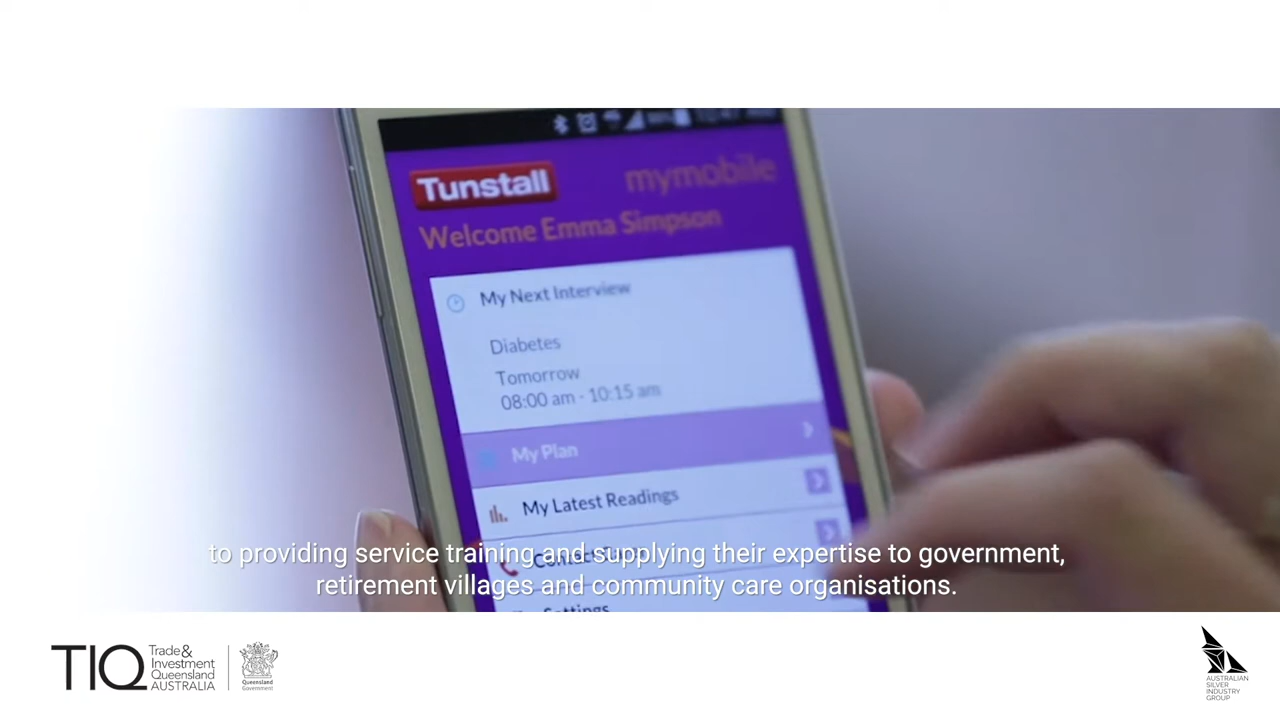 Tunstall
mymobile
Welcome Emma Simpson
My Next Interview
Diabetes
Tomorrow
08:00 am - 10:15 am
My Plan
My Latest Readings
Settings
to providing service training and supplying their expertise to government,
retirement villages and community care organisations.
TIQ
Trade &
Investment
Queensland
AUSTRALIA
Queensland
Government
AUSTRALIAN
SILVER
INDUSTRY
GROUP